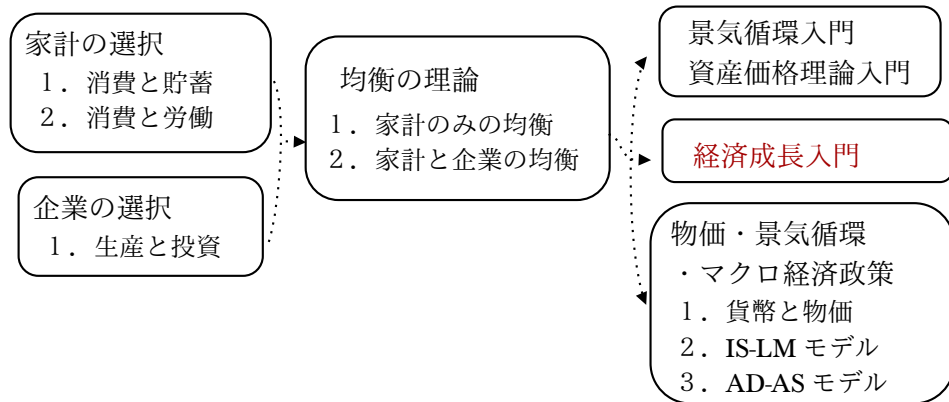 家計の選択
１．消費と貯蓄
２．消費と労働
企業の選択
１．生産と投資
均衡の理論
１．家計のみの均衡
２．家計と企業の均衡
景気循環入門
資産価格理論入門
経済成長入門
物価・景気循環
・マクロ経済政策
１．貨幣と物価
２．IS-LM モデル
３．AD-AS モデル